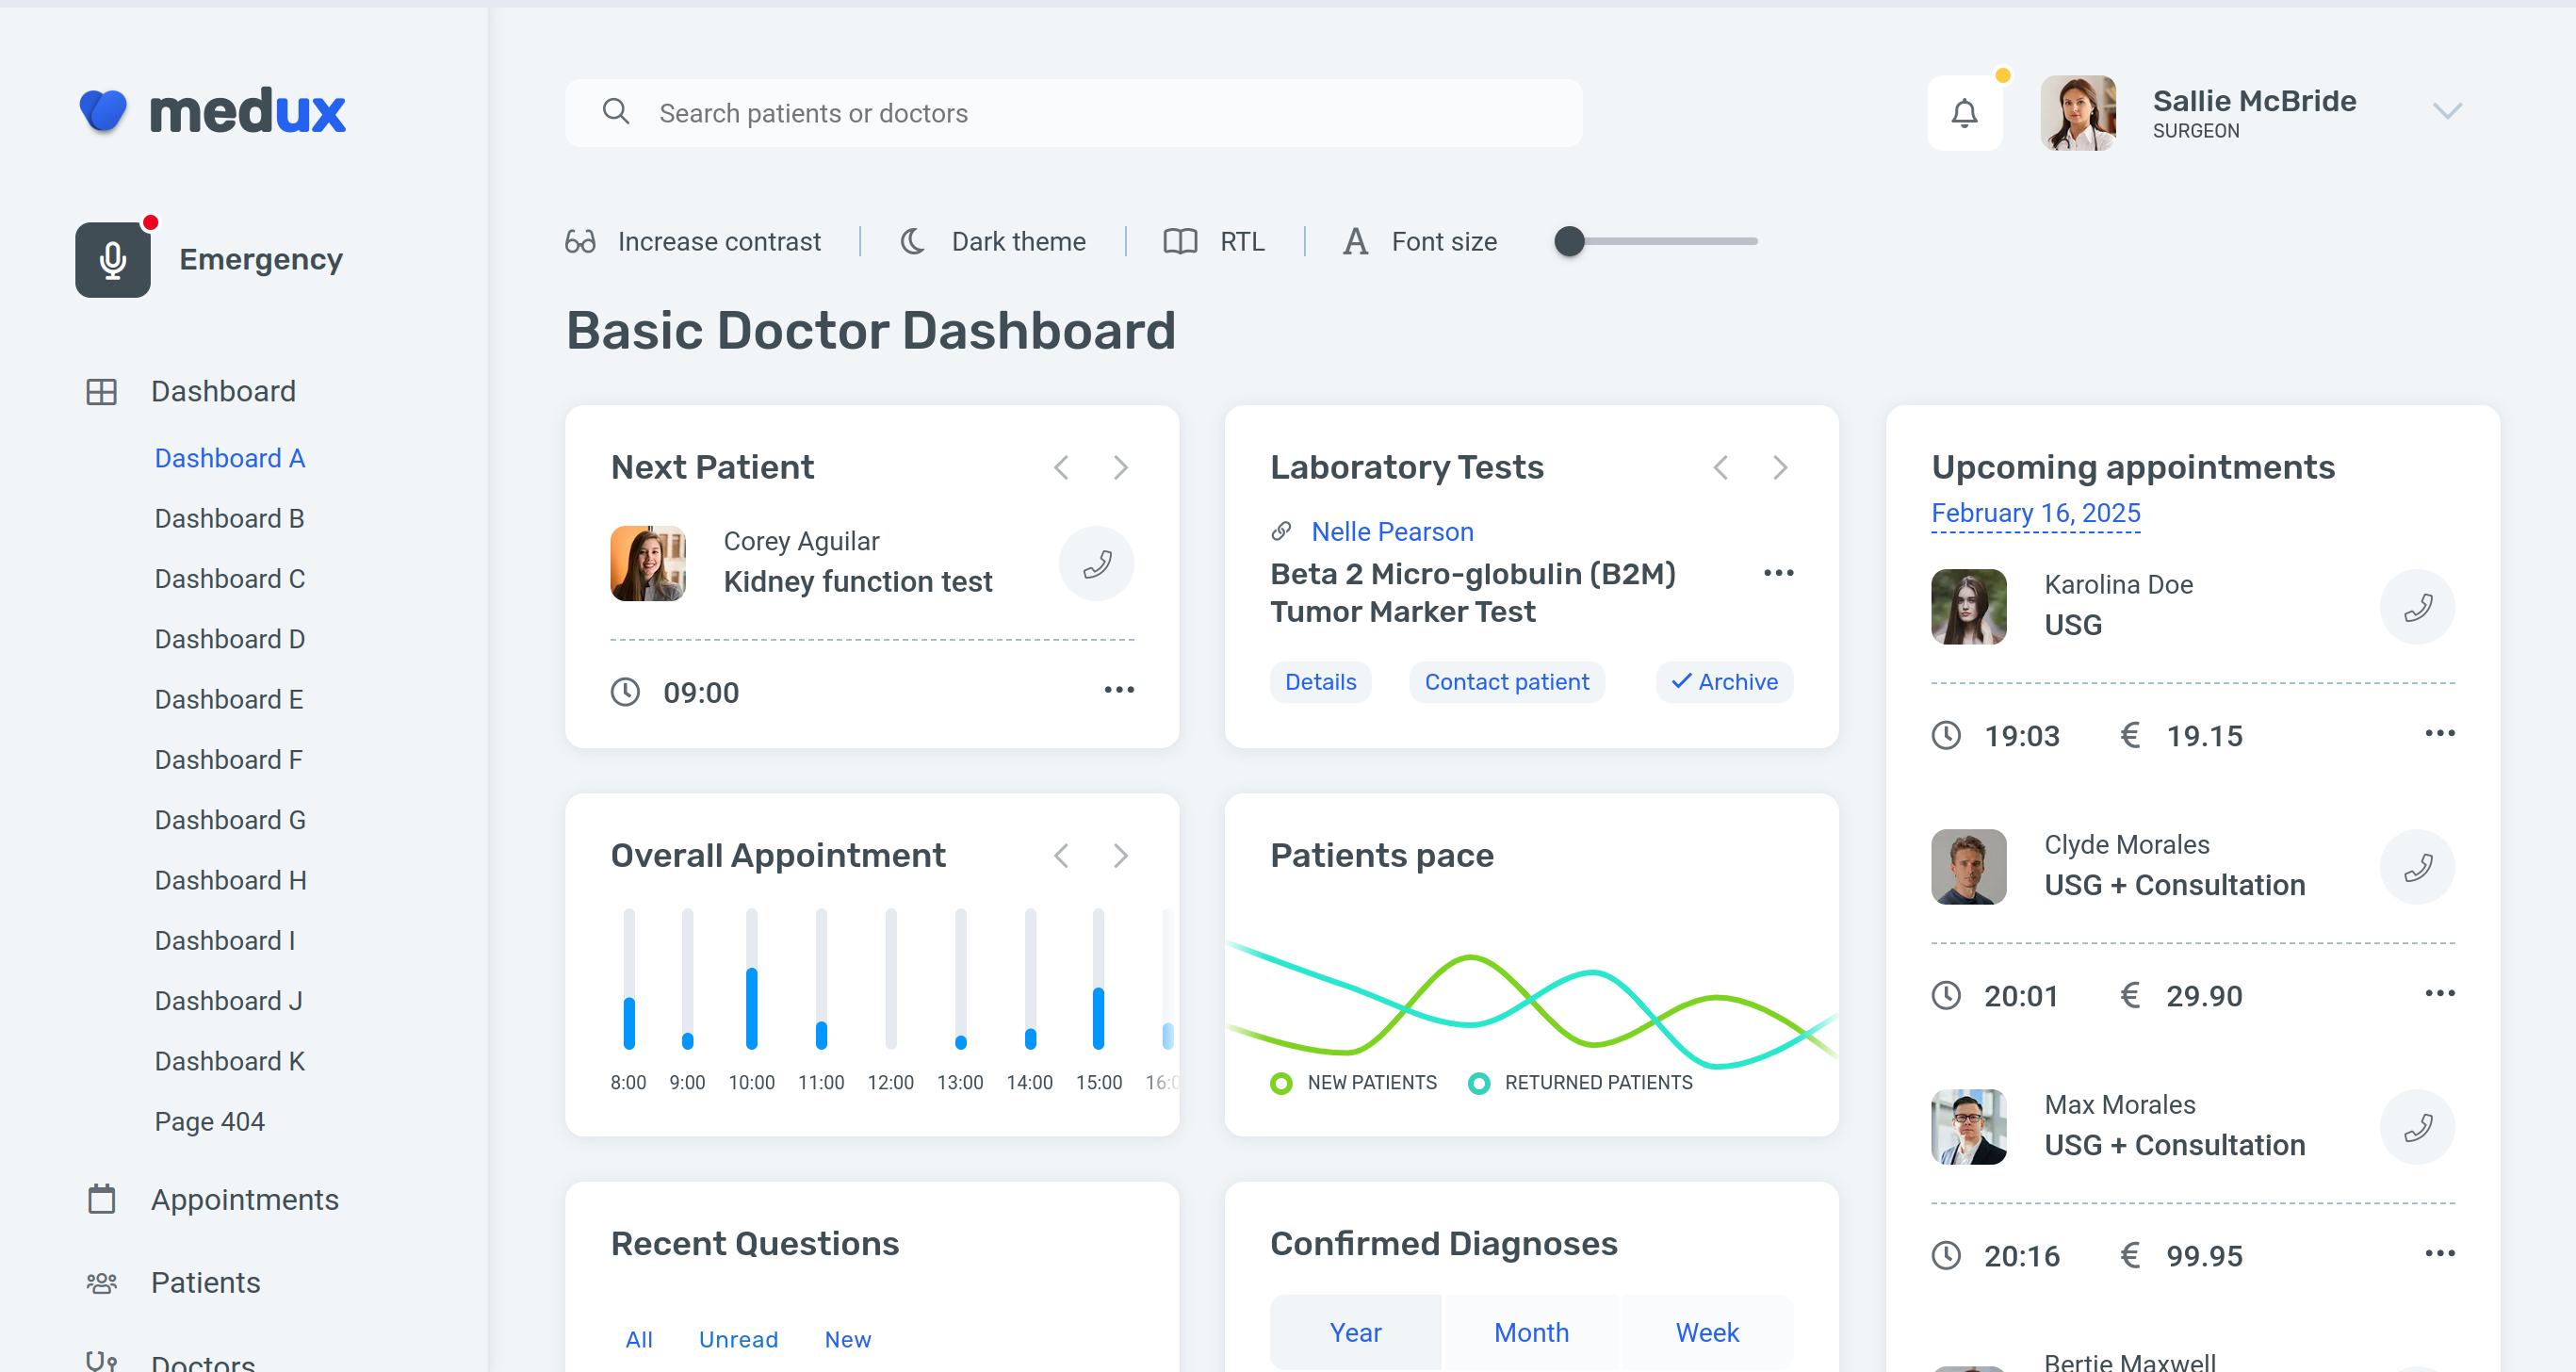 medux
Emergency
Dashboard
Dashboard A
Dashboard B
Dashboard C
Dashboard D
Dashboard E
Dashboard F
Dashboard G
Dashboard H
Dashboard I
Dashboard J
Dashboard K
Page 404
Appointments
Patients
Doctors
Search patients or doctors
Sallie McBride
SURGEON
Increase contrast
Dark theme
RTL
Font size
Basic Doctor Dashboard
Next Patient
Corey Aguilar
Kidney function test
09:00
Laboratory Tests
Nelle Pearson
Beta 2 Micro-globulin (B2M)
Tumor Marker Test
Details Contact patient Archive
Overall Appointment
8:00 9:00 10:00 11:00 12:00 13:00 14:00 15:00
Patients pace
NEW PATIENTS RETURNED PATIENTS
Recent Questions
All Unread New
Confirmed Diagnoses
Year Month Week
Upcoming appointments
February 16, 2025
Karolina Doe
USG
19:03 € 19.15
Clyde Morales
USG + Consultation
20:01 € 29.90
Max Morales
USG + Consultation
20:16 € 99.95
Bertie Maxwell